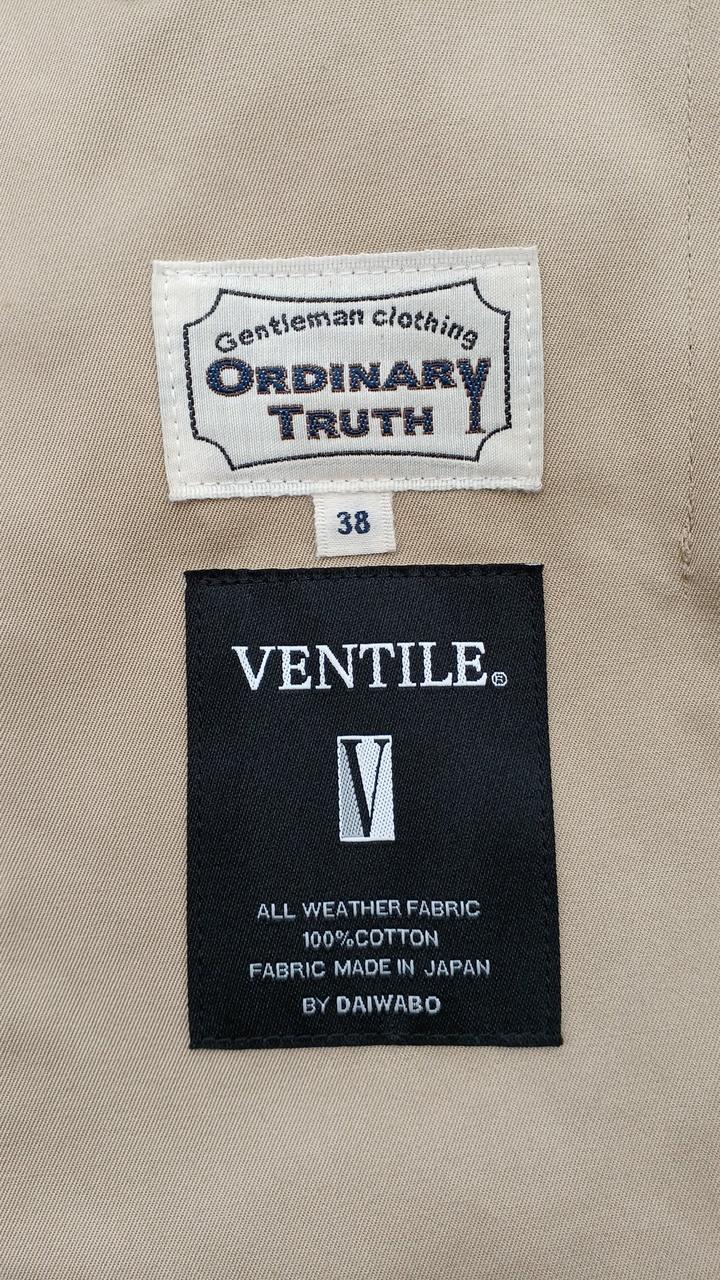 Gentleman clothing
ORDINARY
TRUTH
38
VENTILE®
V
ALL WEATHER FABRIC
100%COTTON
FABRIC MADE IN JAPAN
BY DAIWABO